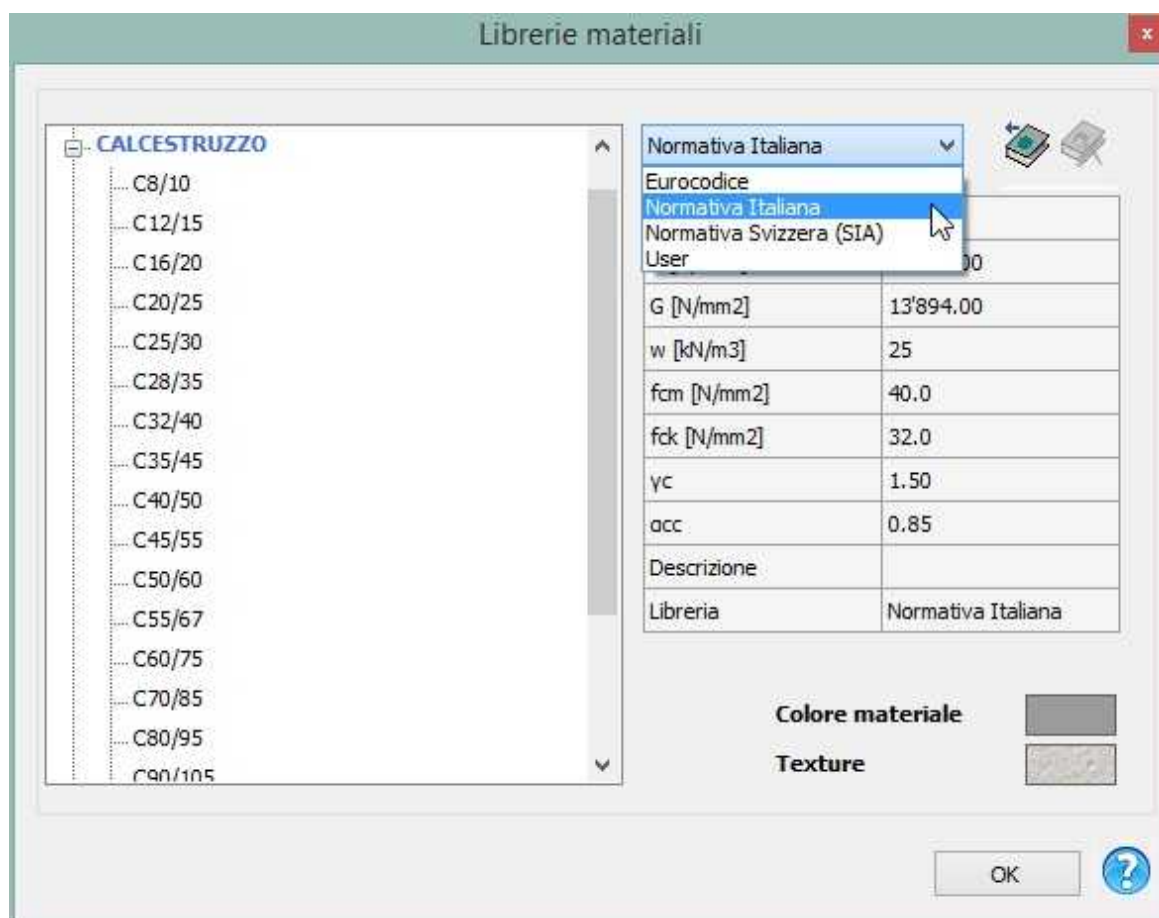 Librerie materiali
x
CALCESTRUZZO
C8/10
C12/15
C16/20
C20/25
C25/30
C28/35
C32/40
C35/45
C40/50
C45/55
C50/60
C55/67
C60/75
C70/85
C80/95
C90/105
Normativa Italiana
Eurocodice
Normativa Italiana
Normativa Svizzera (SIA)
User
G [N/mm2] 13'894.00
w [kN/m3] 25
fcm [N/mm2] 40.0
fck [N/mm2] 32.0
γc 1.50
αcc 0.85
Descrizione
Libreria Normativa Italiana
Colore materiale
Texture
OK
?